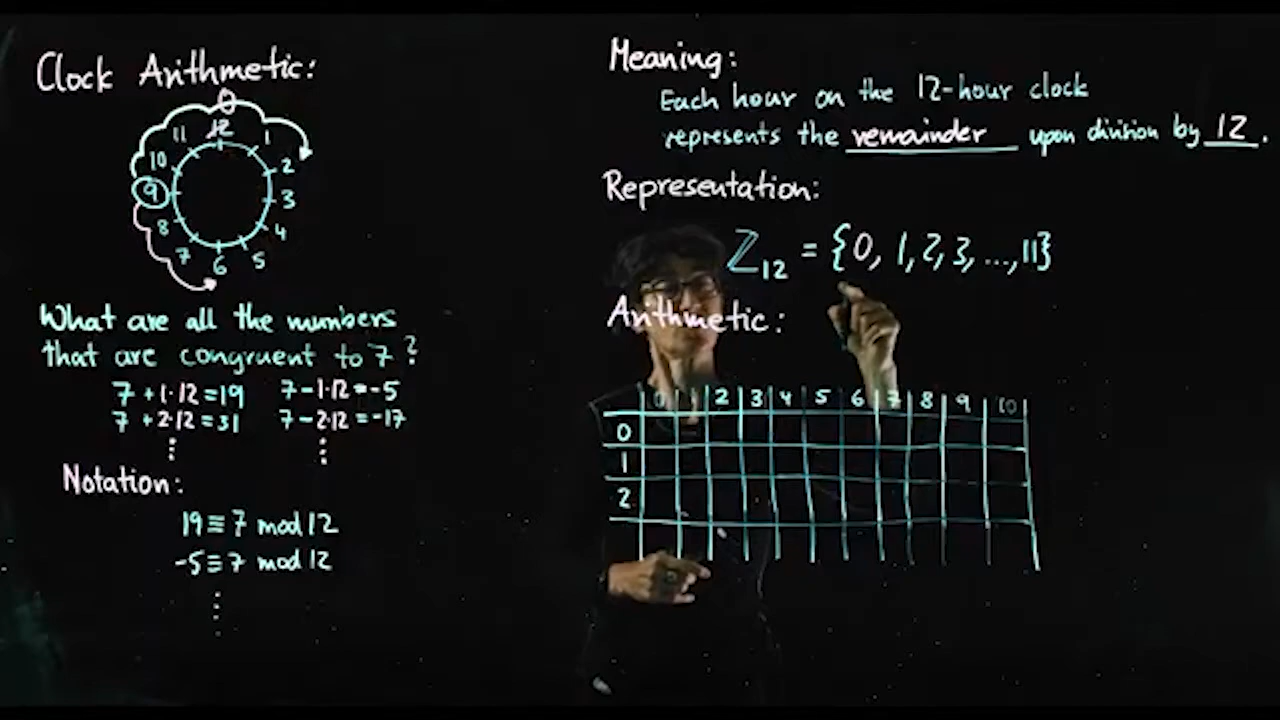 Clock Arithmetic:
0
12
11
1
10
2
9
3
8
4
7
5
6
What are all the numbers
that are congruent to 7?
7 + 1·12 = 19 7 - 1·12 = -5
7 + 2·12 = 31 7 - 2·12 = -17
⋮ ⋮
Notation:
19 ≡ 7 mod 12
-5 ≡ 7 mod 12
⋮
Meaning:
Each hour on the 12-hour clock
represents the remainder upon division by 12.
Representation:
ℤ₁₂ = {0, 1, 2, 3, ..., 11}
Arithmetic:
0 1 2 3 4 5 6 7 8 9 10
0
1
2